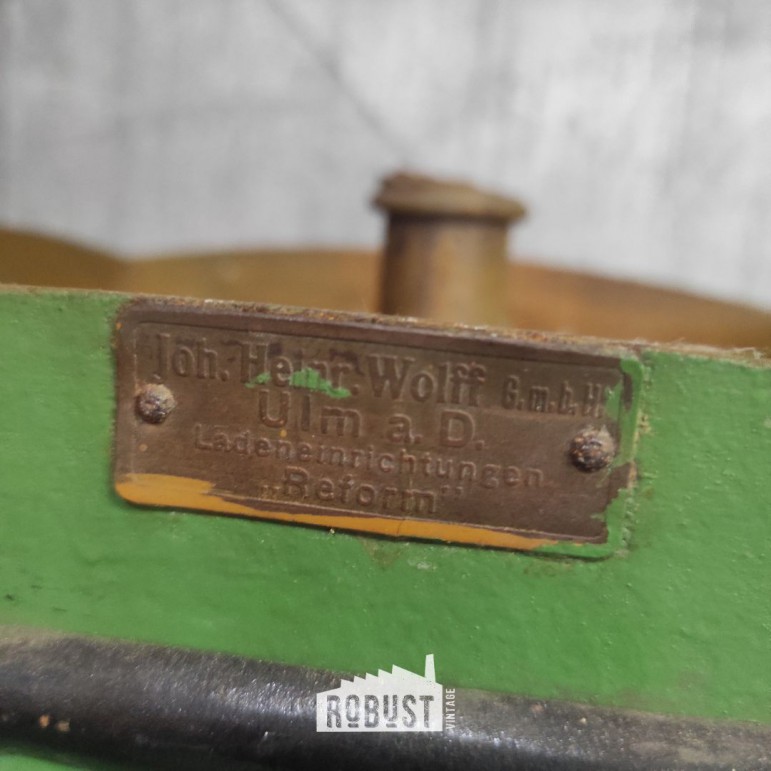 Joh. Heinr. Wolff G.m.b.H.
Ulm a. D.
Ladeneinrichtungen
„Reform"
ROBUST
VINTAGE